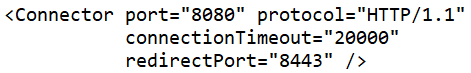 <Connector port="8080" protocol="HTTP/1.1"
connectionTimeout="20000"
redirectPort="8443" />